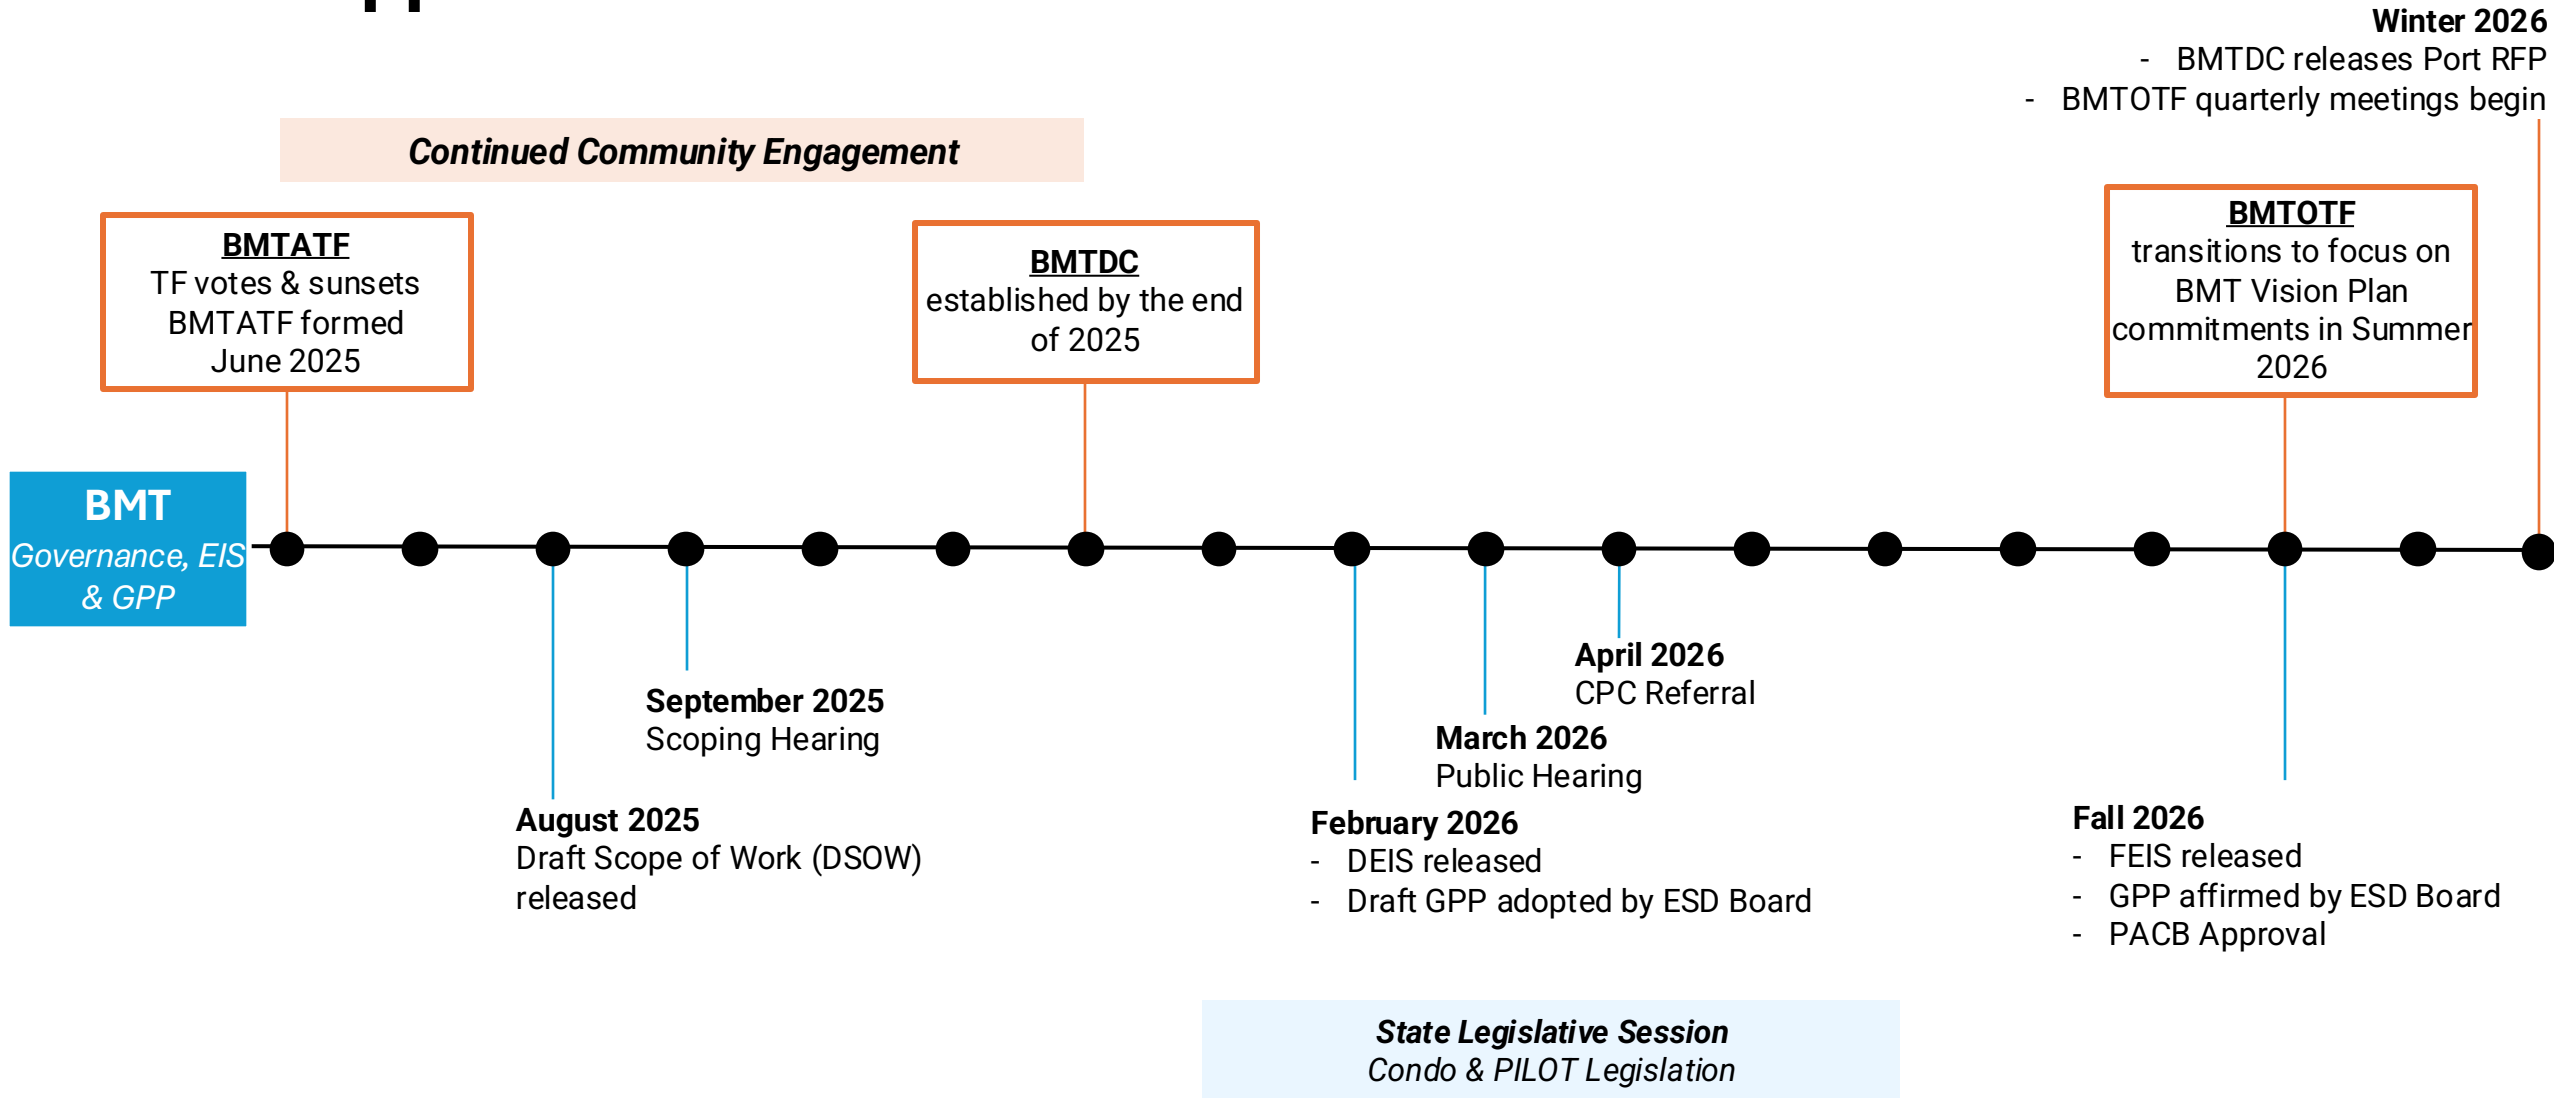 Winter 2026
- BMTDC releases Port RFP
- BMTOTF quarterly meetings begin
Continued Community Engagement
BMTATF
TF votes & sunsets
BMTATF formed
June 2025
BMTDC
established by the end
of 2025
BMTOTF
transitions to focus on
BMT Vision Plan
commitments in Summer
2026
BMT
Governance, EIS
& GPP
April 2026
CPC Referral
September 2025
Scoping Hearing
March 2026
Public Hearing
August 2025
Draft Scope of Work (DSOW)
released
February 2026
- DEIS released
- Draft GPP adopted by ESD Board
Fall 2026
- FEIS released
- GPP affirmed by ESD Board
- PACB Approval
State Legislative Session
Condo & PILOT Legislation